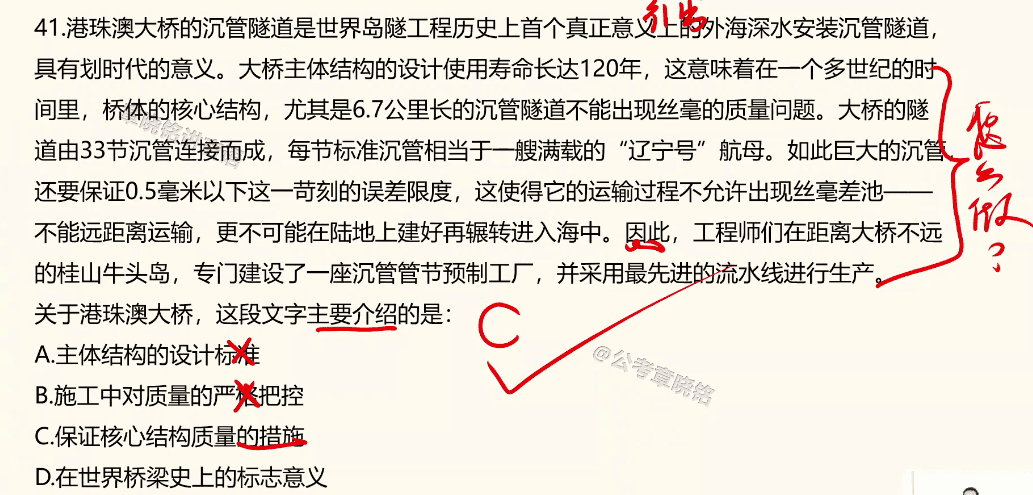 引出
41.港珠澳大桥的沉管隧道是世界岛隧工程历史上首个真正意义上的外海深水安装沉管隧道，
具有划时代的意义。大桥主体结构的设计使用寿命长达120年，这意味着在一个多世纪的时
间里，桥体的核心结构，尤其是6.7公里长的沉管隧道不能出现丝毫的质量问题。大桥的隧
道由33节沉管连接而成，每节标准沉管相当于一艘满载的“辽宁号”航母。如此巨大的沉管
还要保证0.5毫米以下这一苛刻的误差限度，这使得它的运输过程不允许出现丝毫差池——
不能远距离运输，更不可能在陆地上建好再辗转进入海中。因此，工程师们在距离大桥不远
的桂山牛头岛，专门建设了一座沉管管节预制工厂，并采用最先进的流水线进行生产。
关于港珠澳大桥，这段文字主要介绍的是：
C
A.主体结构的设计标准
@公考章晓铭
B.施工中对质量的严格把控
C.保证核心结构质量的措施
D.在世界桥梁史上的标志意义